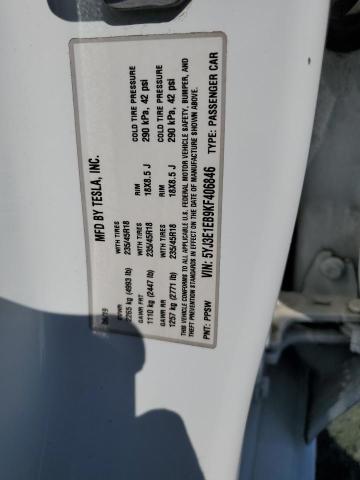 MFD BY TESLA, INC.
GVWR
2265 kg (4993 lb)
GAWR FRT WITH TIRES RIM COLD TIRE PRESSURE
1110 kg (2447 lb) 235/45R18 18X8.5 J 290 kPa, 42 psi
GAWR RR WITH TIRES RIM COLD TIRE PRESSURE
1257 kg (2771 lb) 235/45R18 18X8.5 J 290 kPa, 42 psi
THIS VEHICLE CONFORMS TO ALL APPLICABLE U.S. FEDERAL MOTOR VEHICLE SAFETY, BUMPER, AND
THEFT PREVENTION STANDARDS IN EFFECT ON THE DATE OF MANUFACTURE SHOWN ABOVE.
VIN: 5YJ3E1EB9KF406846 TYPE: PASSENGER CAR
PNT: PPSW